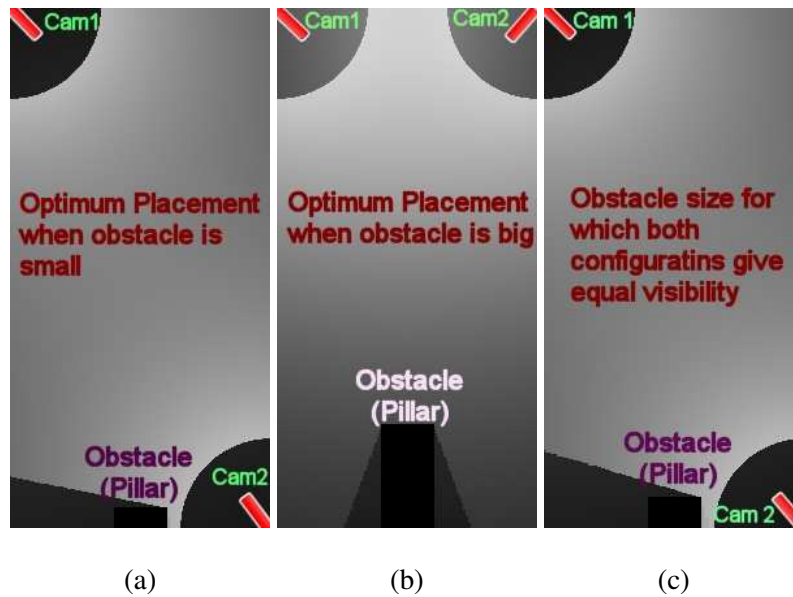 Cam1
Optimum Placement
when obstacle is
small
Obstacle
(Pillar)
Cam2
(a)
Cam1
Cam2
Optimum Placement
when obstacle is big
Obstacle
(Pillar)
(b)
Cam 1
Obstacle size for
which both
configuratins give
equal visibility
Obstacle
(Pillar)
Cam 2
(c)